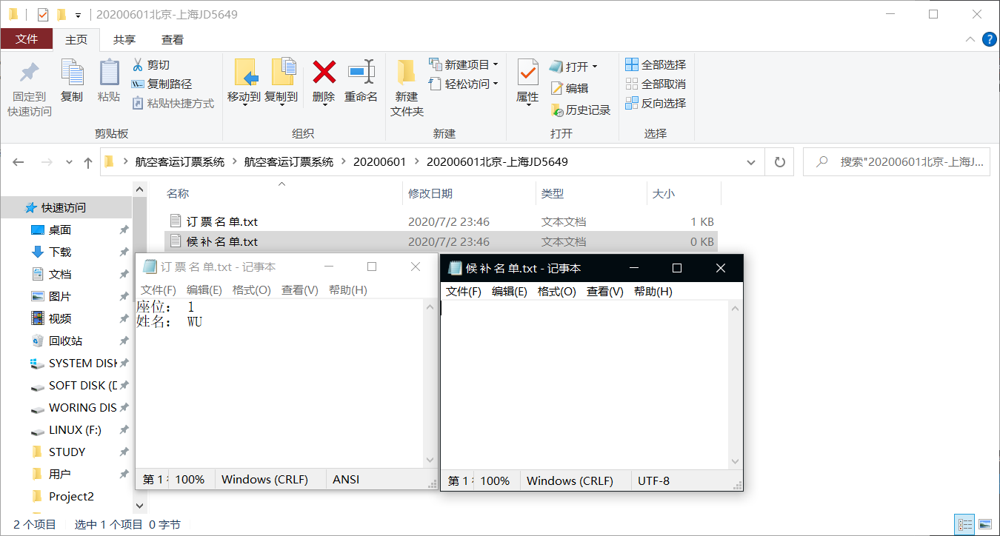 20200601北京-上海JD5649
文件 主页 共享 查看
固定到快速访问
复制
粘贴
剪切
复制路径
粘贴快捷方式
剪贴板
移动到 复制到 删除 重命名
组织
新建文件夹
新建项目
轻松访问
新建
属性
打开
编辑
历史记录
打开
全部选择
全部取消
反向选择
选择
航空客运订票系统 航空客运订票系统 20200601 20200601北京-上海JD5649
搜索"20200601北京-上海J...
名称 修改日期 类型 大小
订 票 名 单.txt 2020/7/2 23:46 文本文档 1 KB
候 补 名 单.txt 2020/7/2 23:46 文本文档 0 KB
快速访问
桌面
下载
文档
图片
视频
回收站
SYSTEM DISK
SOFT DISK (D
WORING DIS
LINUX (F:)
STUDY
用户
Project2
订 票 名 单.txt - 记事本
文件(F) 编辑(E) 格式(O) 查看(V) 帮助(H)
座位： 1
姓名： WU
第 1 100% Windows (CRLF) ANSI
候 补 名 单.txt - 记事本
文件(F) 编辑(E) 格式(O) 查看(V) 帮助(H)
第 1 100% Windows (CRLF) UTF-8
2 个项目 选中 1 个项目 0 字节